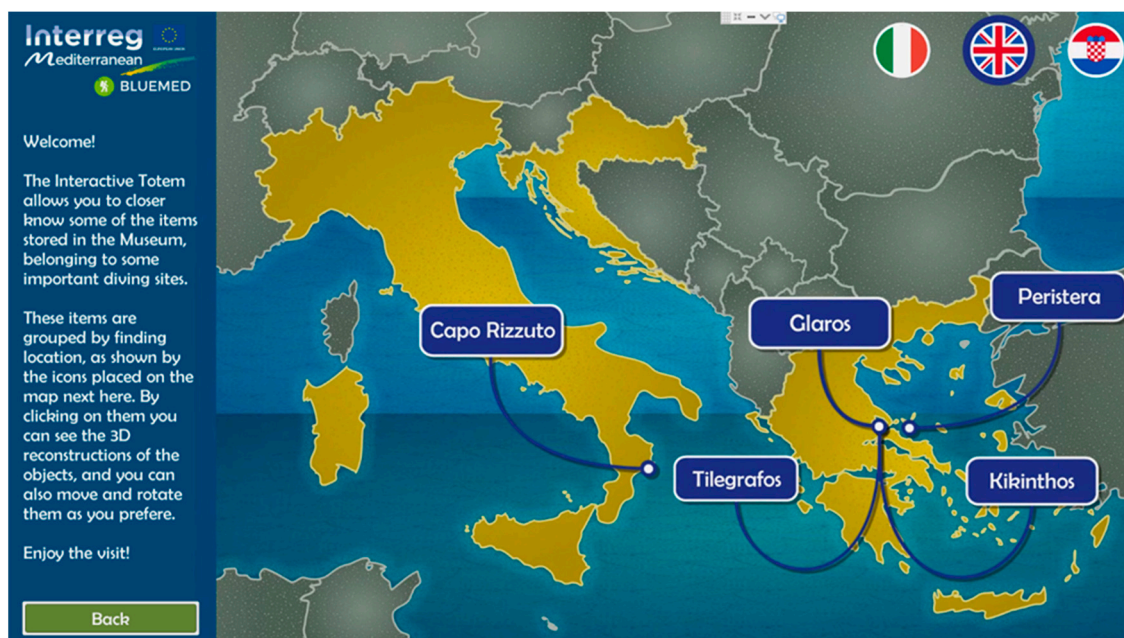 Interreg
EUROPEAN UNION
Mediterranean
BLUEMED
Welcome!
The Interactive Totem
allows you to closer
know some of the items
stored in the Museum,
belonging to some
important diving sites.
These items are
grouped by finding
location, as shown by
the icons placed on the
map next here. By
clicking on them you
can see the 3D
reconstructions of the
objects, and you can
also move and rotate
them as you prefere.
Enjoy the visit!
Back
Capo Rizzuto
Glaros
Peristera
Tilegrafos
Kikinthos